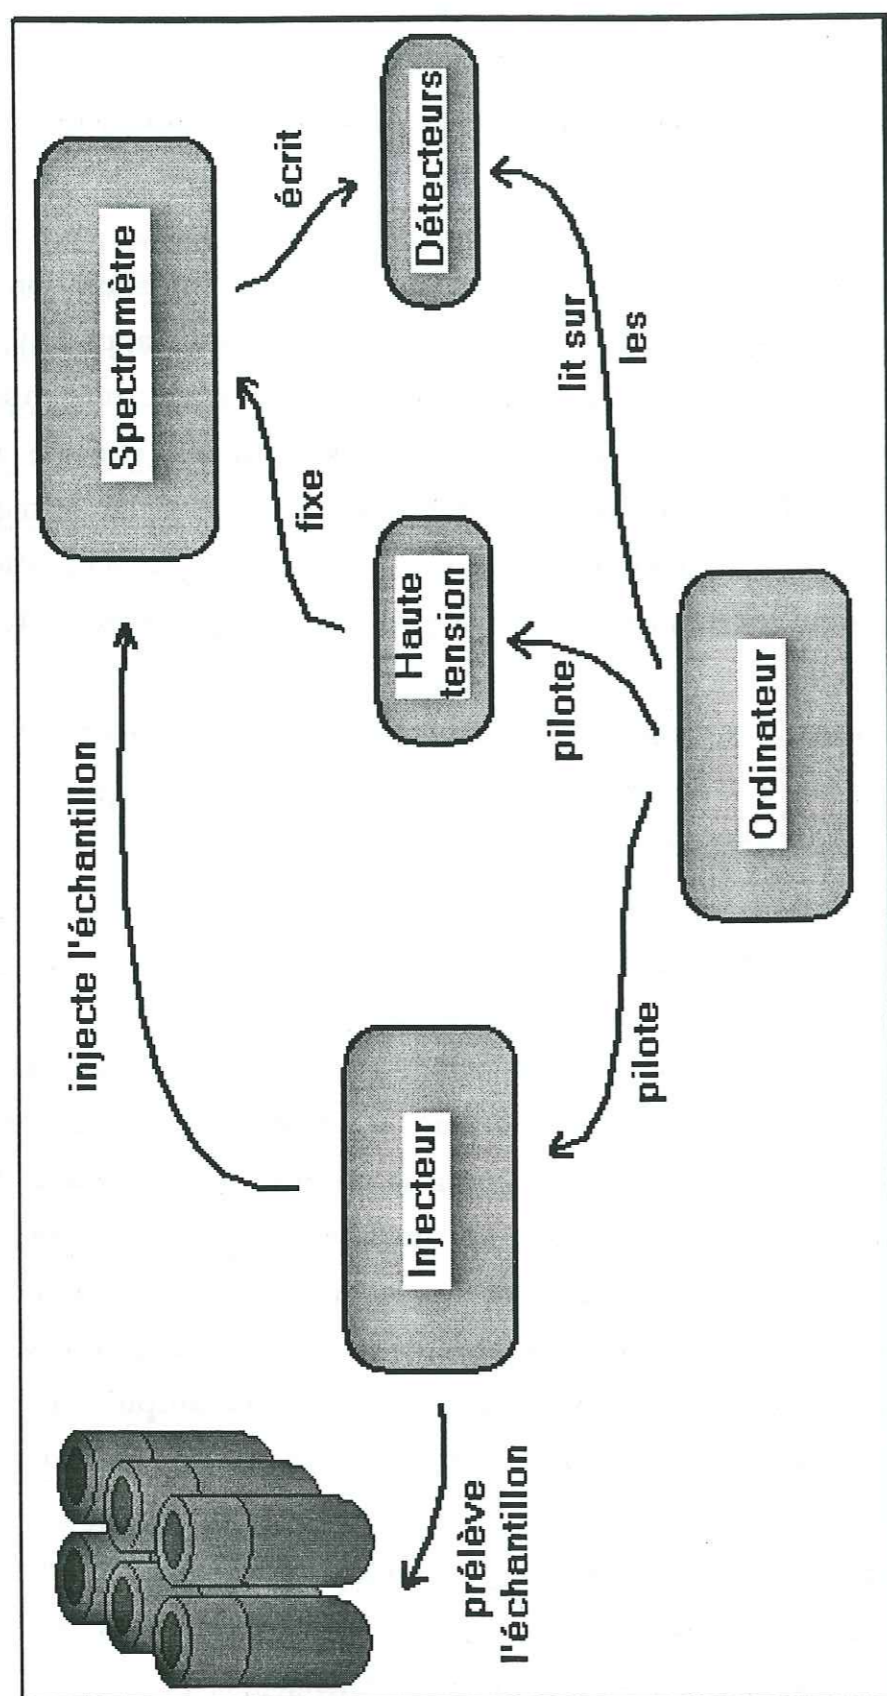 injecte l'échantillon
Spectromètre
écrit
fixe
Détecteurs
Haute
tension
Injecteur
prélève
l'échantillon
pilote
pilote
lit sur
les
Ordinateur